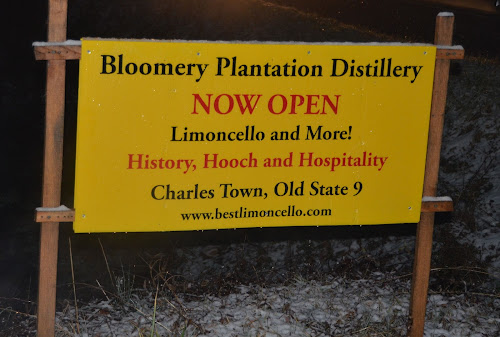 Bloomery Plantation Distillery
NOW OPEN
Limoncello and More!
History, Hooch and Hospitality
Charles Town, Old State 9
www.bestlimoncello.com